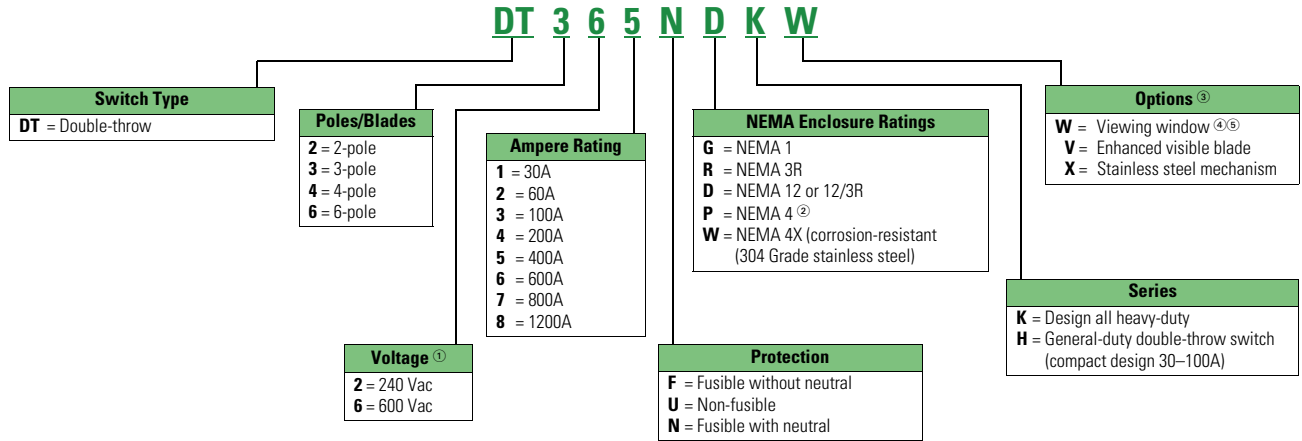 DT 3 6 5 N D K W
Switch Type
DT = Double-throw
Poles/Blades
2 = 2-pole
3 = 3-pole
4 = 4-pole
6 = 6-pole
Voltage ①
2 = 240 Vac
6 = 600 Vac
Ampere Rating
1 = 30A
2 = 60A
3 = 100A
4 = 200A
5 = 400A
6 = 600A
7 = 800A
8 = 1200A
Protection
F = Fusible without neutral
U = Non-fusible
N = Fusible with neutral
NEMA Enclosure Ratings
G = NEMA 1
R = NEMA 3R
D = NEMA 12 or 12/3R
P = NEMA 4 ②
W = NEMA 4X (corrosion-resistant
(304 Grade stainless steel)
Series
K = Design all heavy-duty
H = General-duty double-throw switch
(compact design 30–100A)
Options ③
W = Viewing window ④⑤
V = Enhanced visible blade
X = Stainless steel mechanism